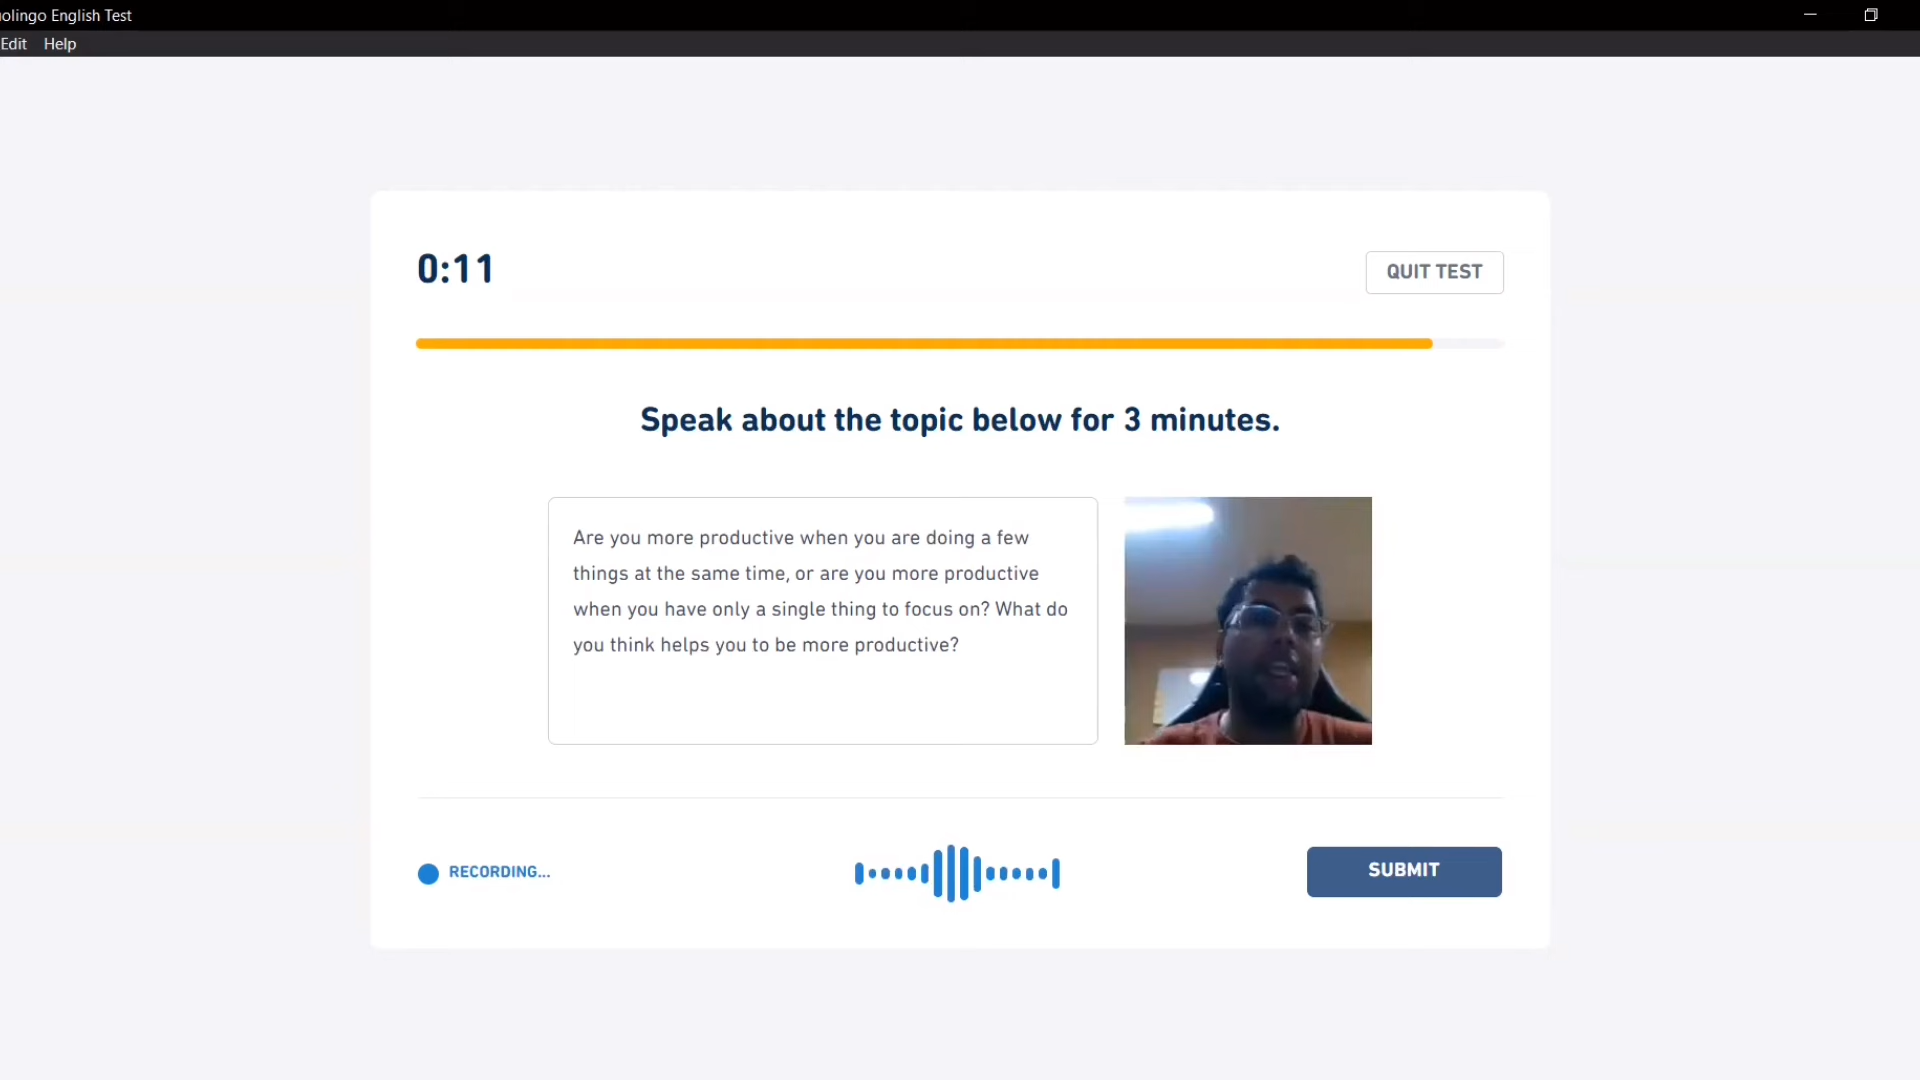 olingo English Test
Edit Help
0:11
QUIT TEST
Speak about the topic below for 3 minutes.
Are you more productive when you are doing a few
things at the same time, or are you more productive
when you have only a single thing to focus on? What do
you think helps you to be more productive?
RECORDING...
SUBMIT